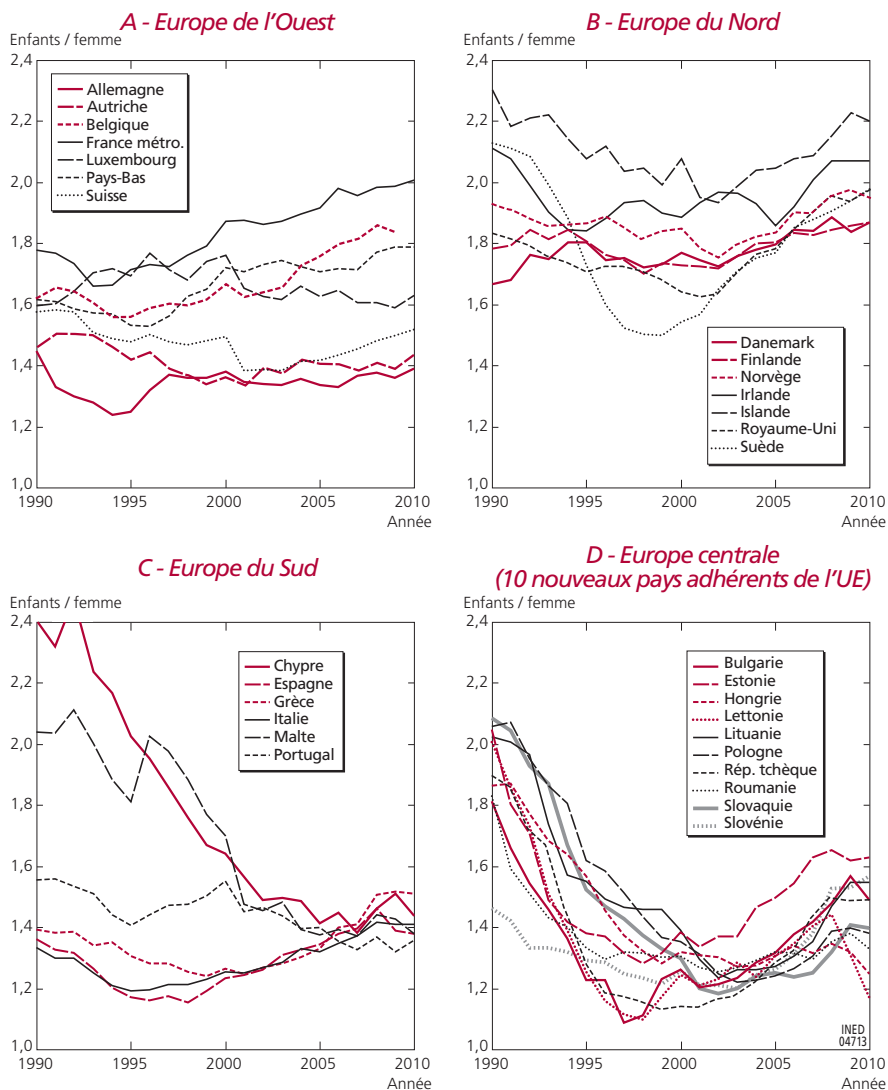 A - Europe de l'Ouest
Enfants / femme
2,4
2,2
2,0
1,8
1,6
1,4
1,2
1,0
Allemagne
Autriche
Belgique
France métro.
Luxembourg
Pays-Bas
Suisse
1990
1995
2000
2005
2010
Année
B - Europe du Nord
Enfants / femme
2,4
2,2
2,0
1,8
1,6
1,4
1,2
1,0
Danemark
Finlande
Norvège
Irlande
Islande
Royaume-Uni
Suède
1990
1995
2000
2005
2010
Année
C - Europe du Sud
Enfants / femme
2,4
2,2
2,0
1,8
1,6
1,4
1,2
1,0
Chypre
Espagne
Grèce
Italie
Malte
Portugal
1990
1995
2000
2005
2010
Année
D - Europe centrale
(10 nouveaux pays adhérents de l'UE)
Enfants / femme
2,4
2,2
2,0
1,8
1,6
1,4
1,2
1,0
Bulgarie
Estonie
Hongrie
Lettonie
Lituanie
Pologne
Rép. tchèque
Roumanie
Slovaquie
Slovénie
INED
04713
1990
1995
2000
2005
2010
Année